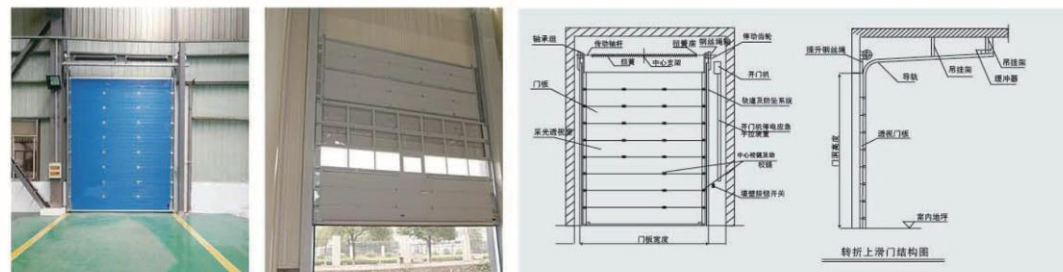 轴承组
传动轴杆
扭簧
中心支架
扭簧座
钢丝绳轮
传动齿轮
开门机
门板
轨道及防坠系统
采光透视窗
开门机停电应急
手拉装置
中心铰链及边
铰链
墙壁按钮开关
门板宽度
提升钢丝绳
导轨
吊挂架
吊挂架
缓冲器
门洞高度
透视门板
室内地坪
转折上滑门结构图